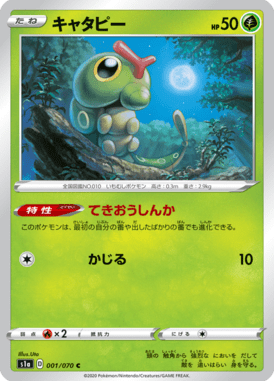 たね キャタピー HP50
全国図鑑NO.010 いもむしポケモン 高さ:0.3m 重さ:2.9kg
特性 てきおうしんか
このポケモンは、最初の自分の番や出したばかりの番でも進化できる。
かじる 10
弱点 ×2 抵抗力 にげる
Illus.
s1a 001/070 C
©2020 Pokémon/Nintendo/Creatures/GAME FREAK.
頭の 触角から 強烈な においをだして
敵を 追いはらい 身を 守る。